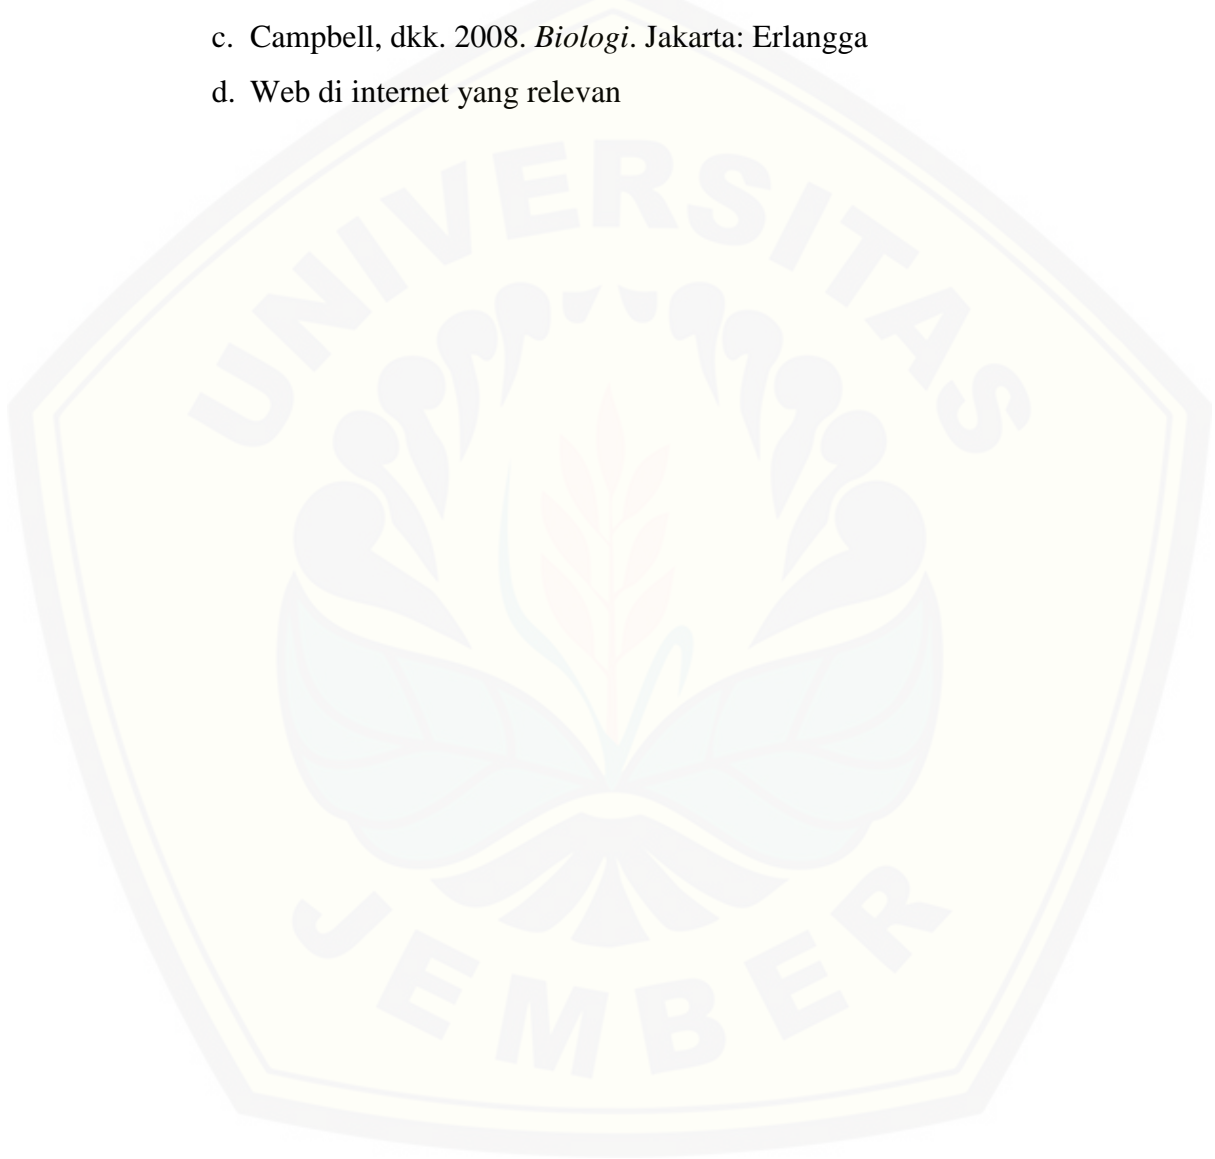 c. Campbell, dkk. 2008. Biologi. Jakarta: Erlangga
d. Web di internet yang relevan
UNIVERSITAS
JEMBER